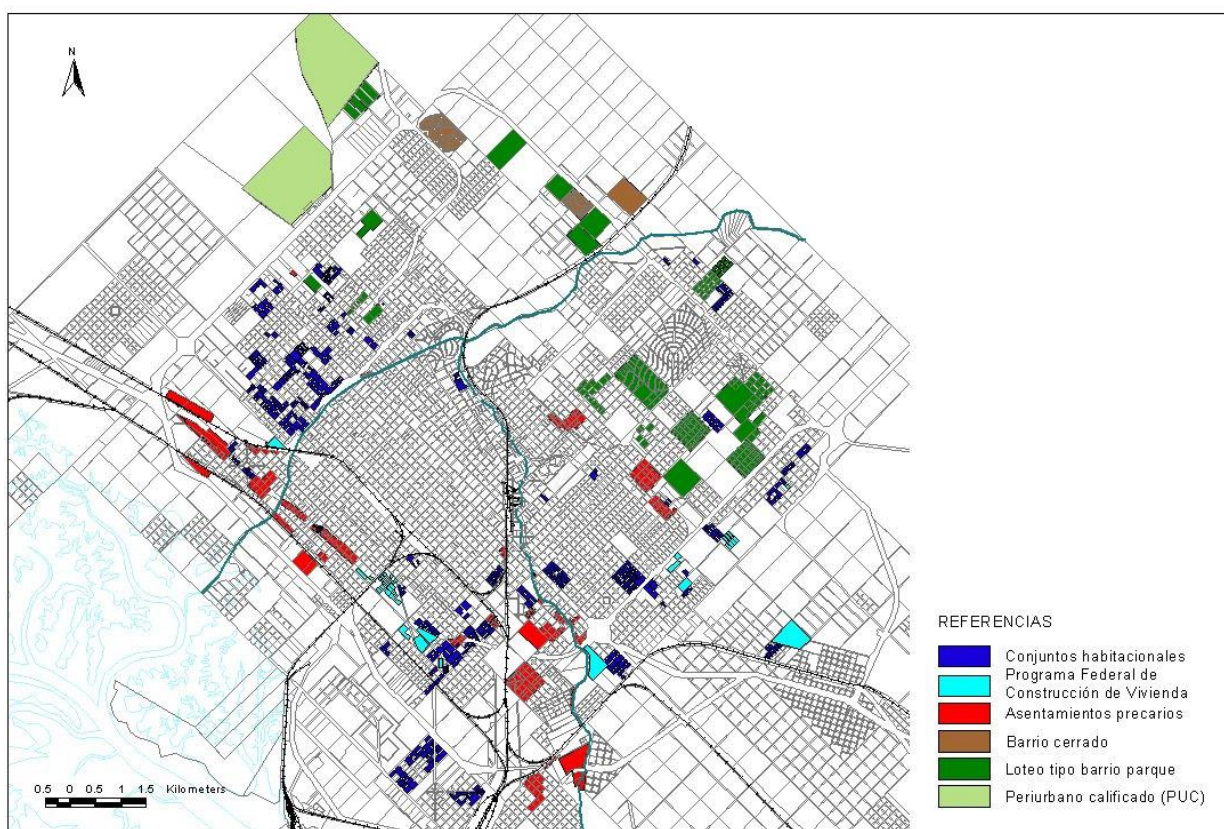 N
0.5 0 0.5 1 1.5 Kilometers
REFERENCIAS
Conjuntos habitacionales
Programa Federal de
Construcción de Vivienda
Asentamientos precarios
Barrio cerrado
Loteo tipo barrio parque
Periurbano calificado (PUC)